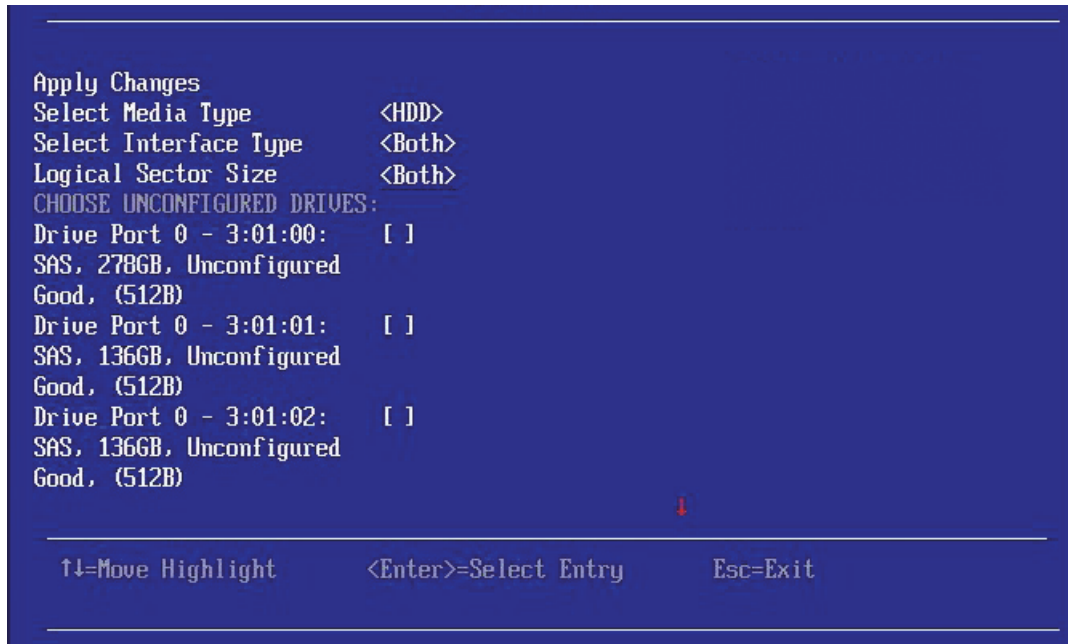 Apply Changes
Select Media Type <HDD>
Select Interface Type <Both>
Logical Sector Size <Both>
CHOOSE UNCONFIGURED DRIVES:
Drive Port 0 - 3:01:00: [ ]
SAS, 278GB, Unconfigured
Good, (512B)
Drive Port 0 - 3:01:01: [ ]
SAS, 136GB, Unconfigured
Good, (512B)
Drive Port 0 - 3:01:02: [ ]
SAS, 136GB, Unconfigured
Good, (512B)
↓
↑↓=Move Highlight <Enter>=Select Entry Esc=Exit